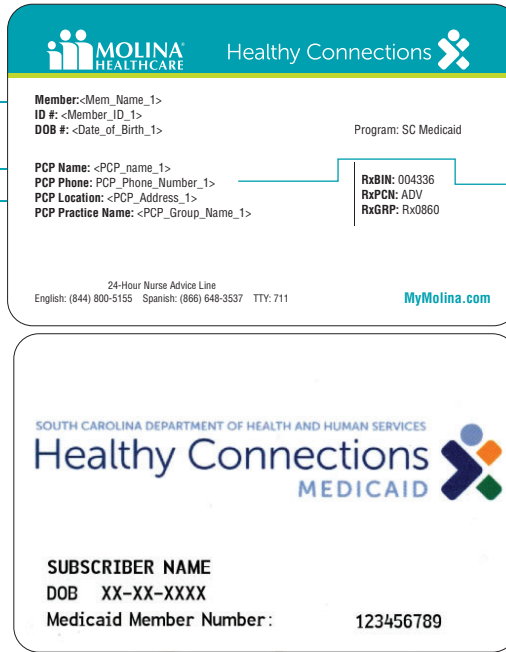 MOLINA
HEALTHCARE
Healthy Connections
Member:<Mem_Name_1>
ID #: <Member_ID_1>
DOB #: <Date_of_Birth_1>
Program: SC Medicaid
PCP Name: <PCP_name_1>
PCP Phone: PCP_Phone_Number_1>
PCP Location: <PCP_Address_1>
PCP Practice Name: <PCP_Group_Name_1>
RxBIN: 004336
RxPCN: ADV
RxGRP: Rx0860
24-Hour Nurse Advice Line
English: (844) 800-5155 Spanish: (866) 648-3537 TTY: 711
MyMolina.com
SOUTH CAROLINA DEPARTMENT OF HEALTH AND HUMAN SERVICES
Healthy Connections
MEDICAID
SUBSCRIBER NAME
DOB XX-XX-XXXX
Medicaid Member Number: 123456789